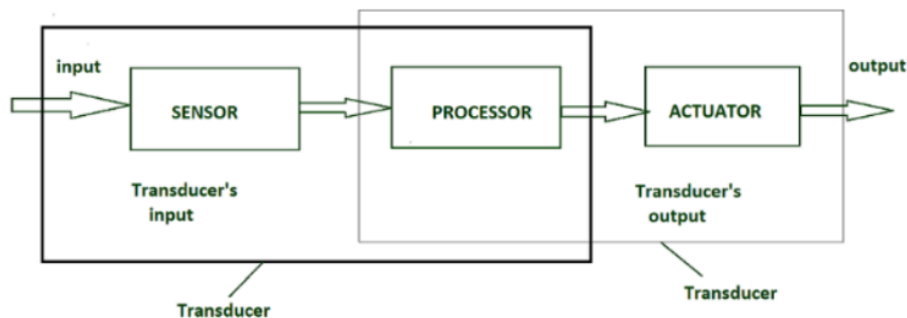 input
output
SENSOR
PROCESSOR
ACTUATOR
Transducer's
input
Transducer's
output
Transducer
Transducer